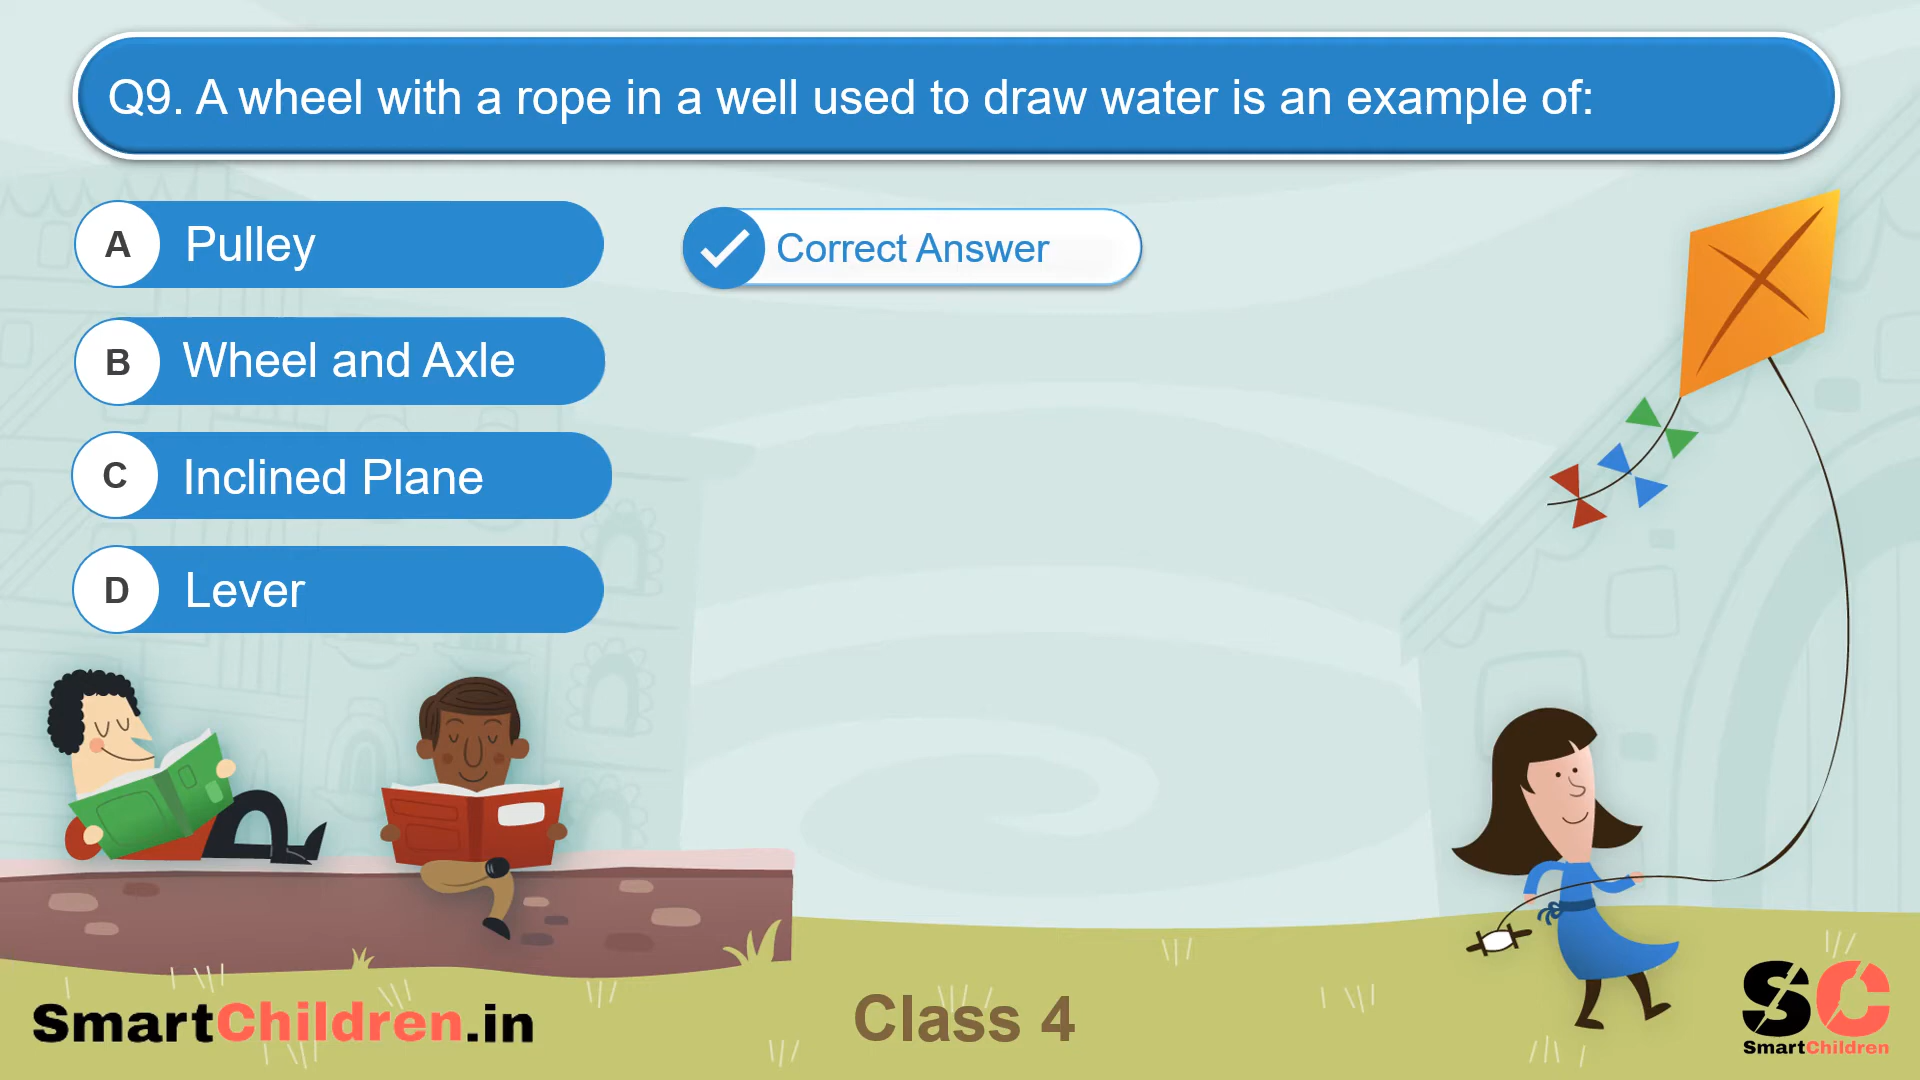 Q9. A wheel with a rope in a well used to draw water is an example of:
A Pulley
Correct Answer
B Wheel and Axle
C Inclined Plane
D Lever
SmartChildren.in
Class 4
SC
SmartChildren